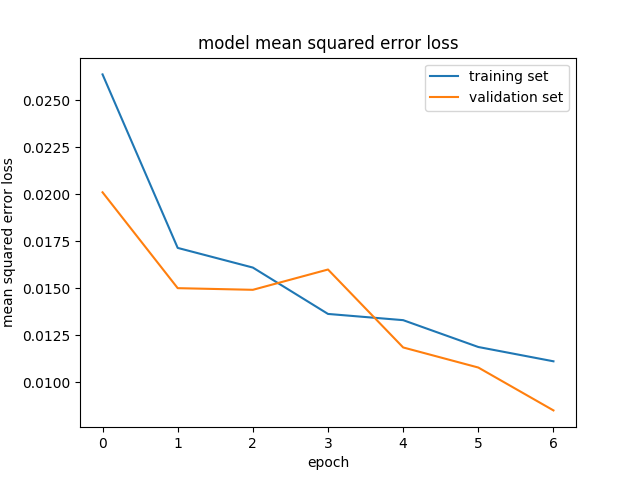 model mean squared error loss
training set
validation set
mean squared error loss
0.0250
0.0225
0.0200
0.0175
0.0150
0.0125
0.0100
0 1 2 3 4 5 6
epoch